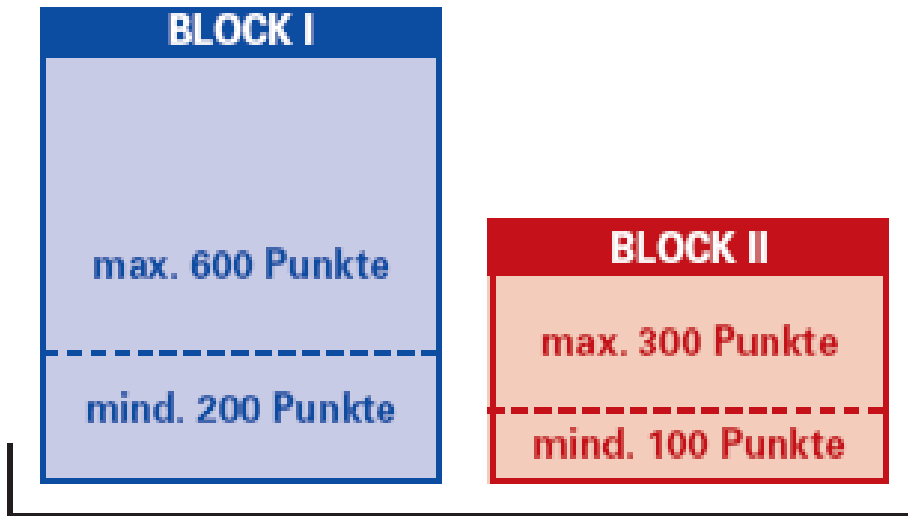 BLOCK I
max. 600 Punkte
mind. 200 Punkte
BLOCK II
max. 300 Punkte
mind. 100 Punkte